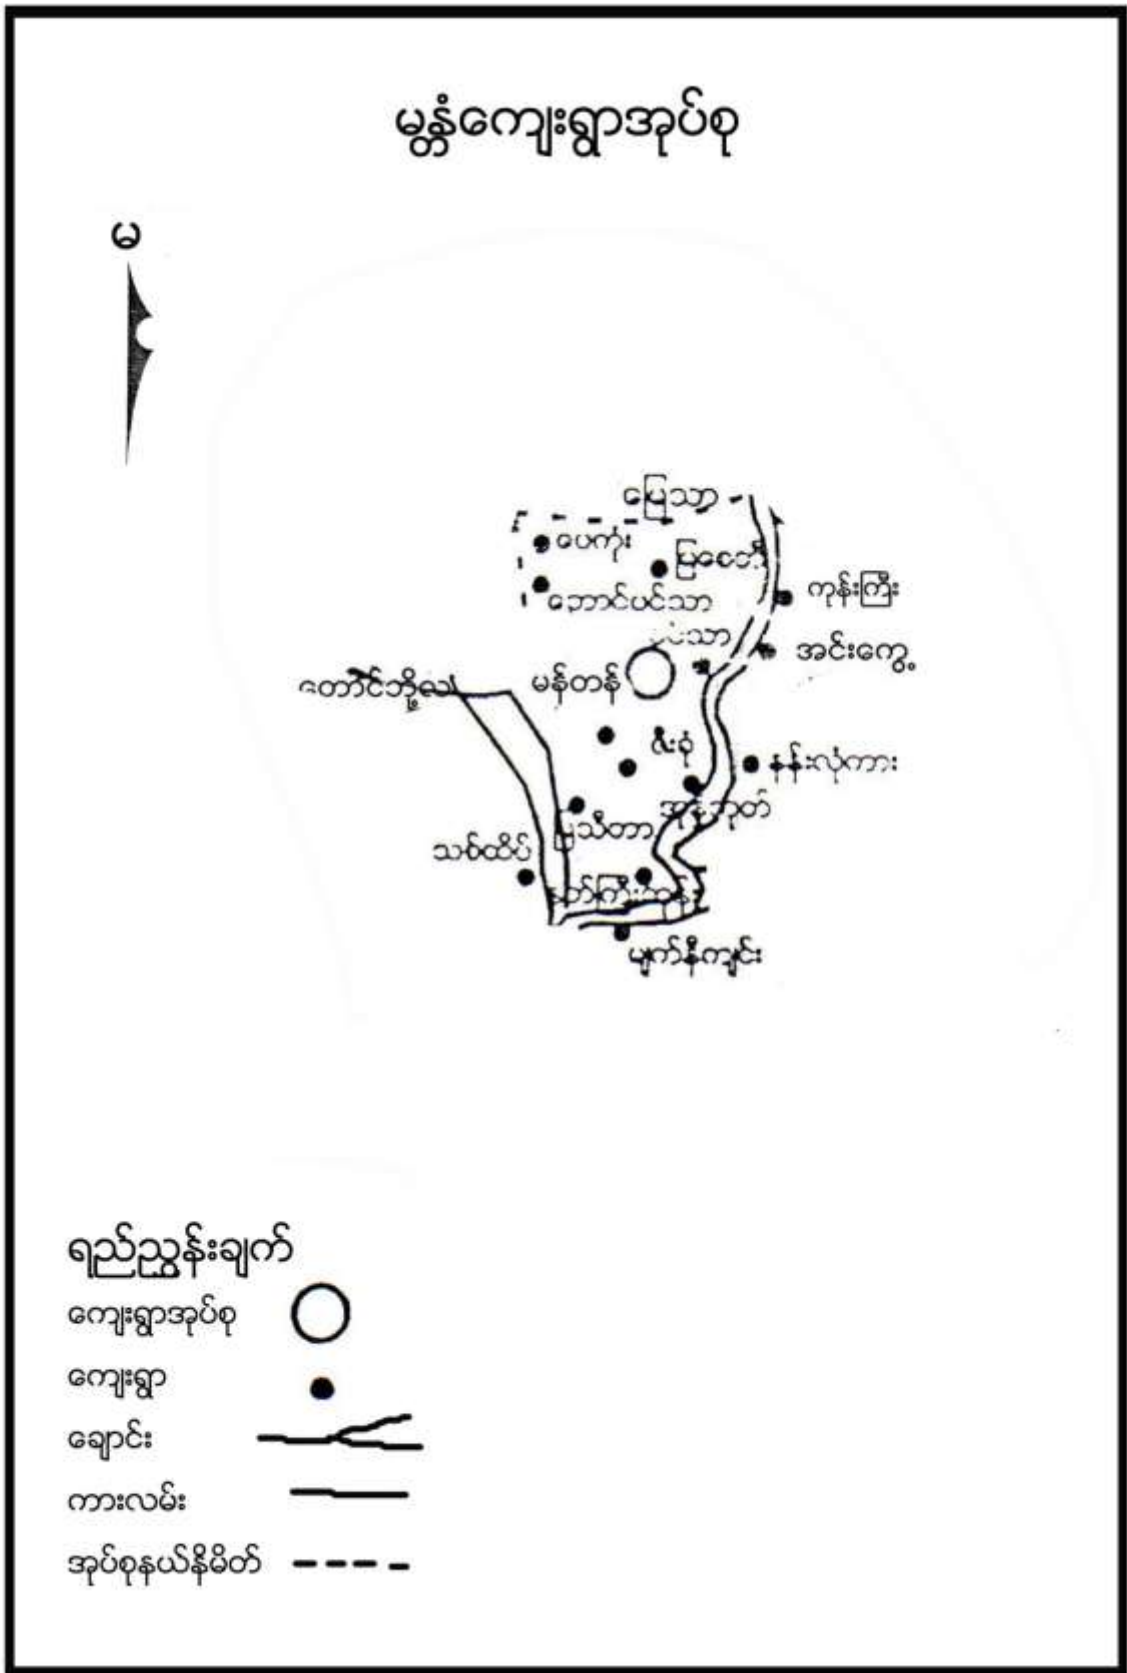 မန္တံကျေးရွာအုပ်စု
မ
မြေသာ
ပေကုံး
ဘောင်ပင်သာ
ကုန်းကြီး
အင်းကွေ့
မန်တန်
ဇီးခုံ
နန်းလုံကား
မြသီတာ
သစ်ထိပ်
မျက်နီကျင်း
ရည်ညွှန်းချက်
ကျေးရွာအုပ်စု
ကျေးရွာ
ချောင်း
ကားလမ်း
အုပ်စုနယ်နိမိတ်